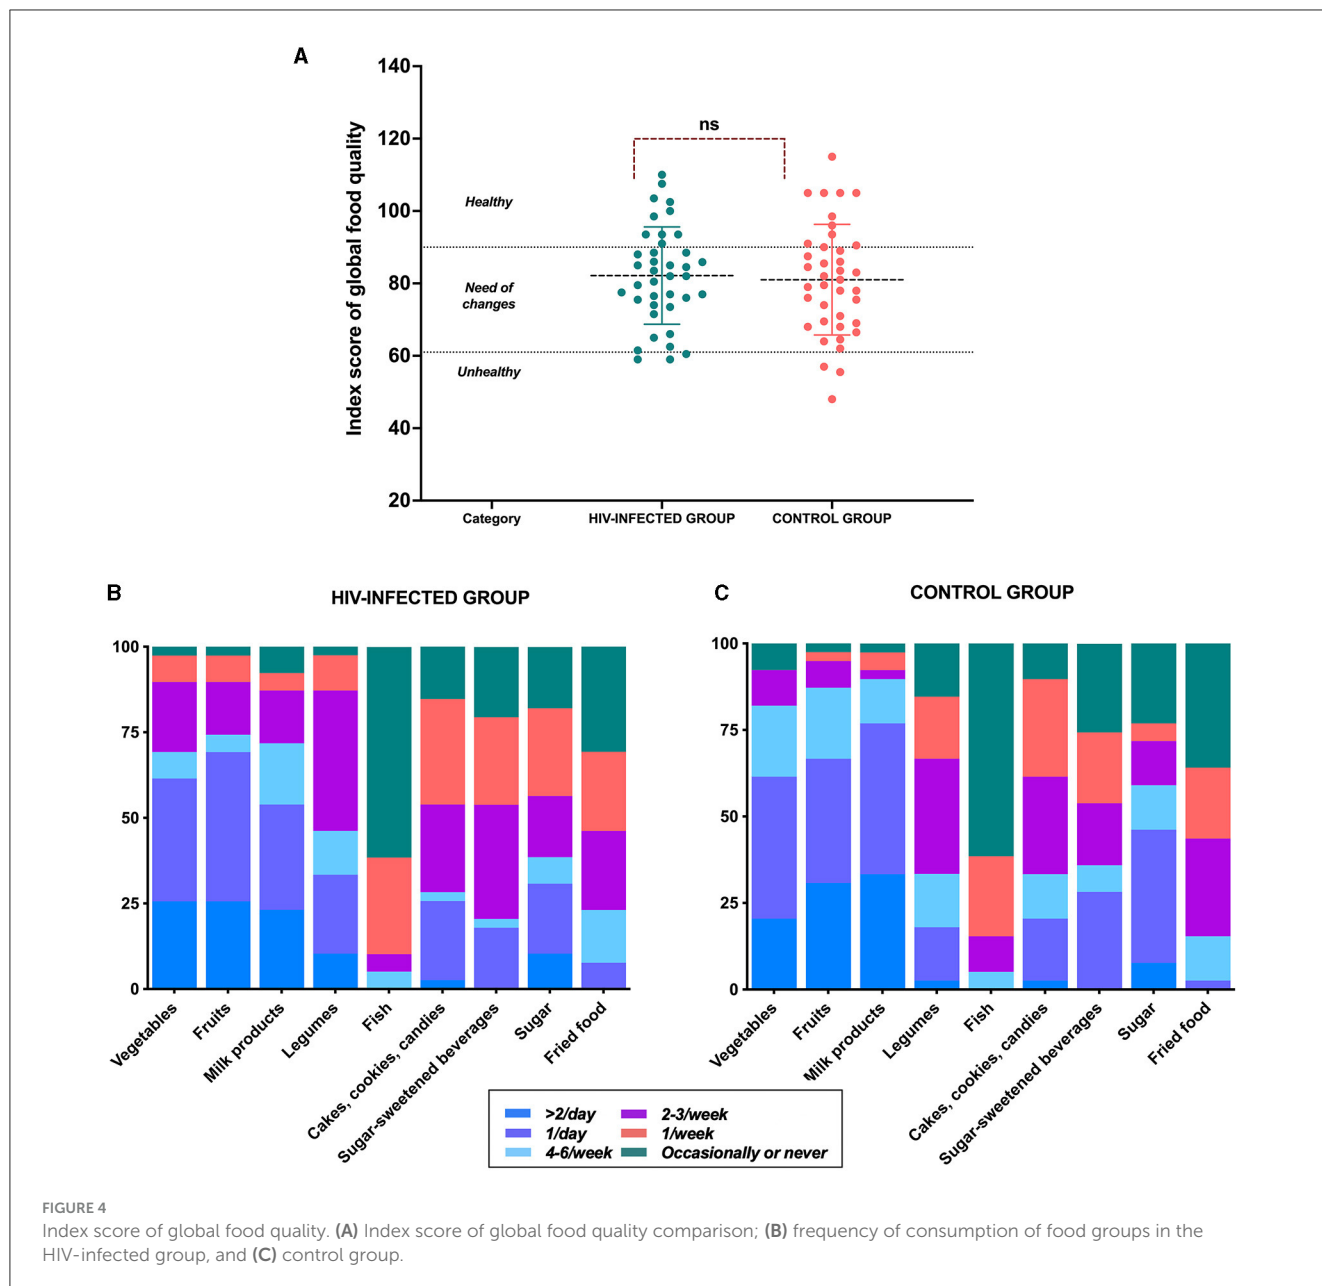 A
Index score of global food quality
140
120
100
80
60
40
20
ns
Healthy
Need of
changes
Unhealthy
Category
HIV-INFECTED GROUP
CONTROL GROUP
B
HIV-INFECTED GROUP
100
75
50
25
0
Vegetables
Fruits
Milk products
Legumes
Fish
Cakes, cookies, candies
Sugar-sweetened beverages
Sugar
Fried food
C
CONTROL GROUP
100
75
50
25
0
Vegetables
Fruits
Milk products
Legumes
Fish
Cakes, cookies, candies
Sugar-sweetened beverages
Sugar
Fried food
>2/day
1/day
4-6/week
2-3/week
1/week
Occasionally or never
FIGURE 4
Index score of global food quality. (A) Index score of global food quality comparison; (B) frequency of consumption of food groups in the
HIV-infected group, and (C) control group.